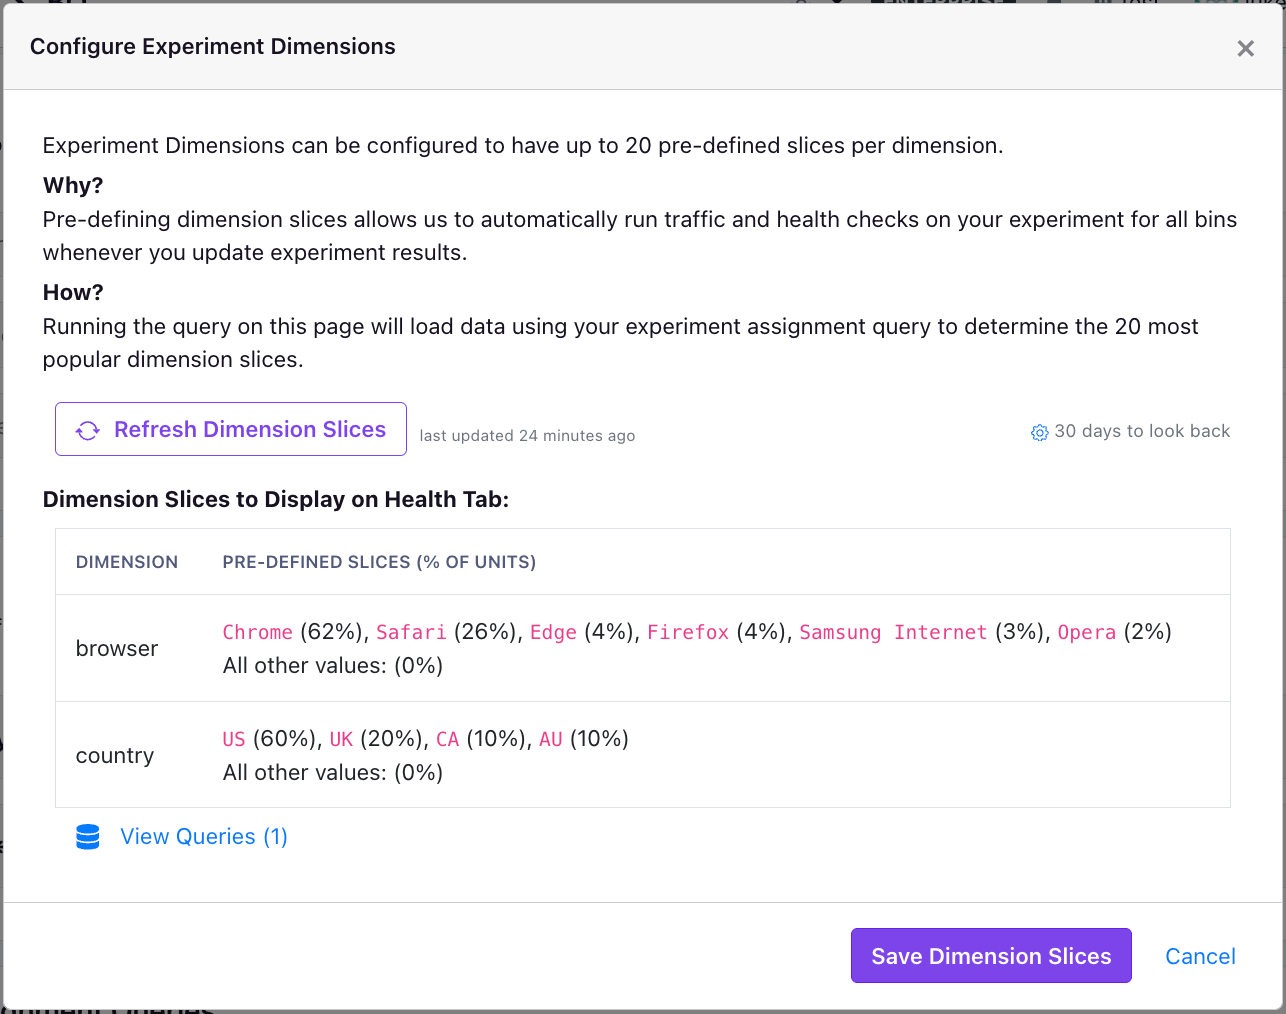 Configure Experiment Dimensions
Experiment Dimensions can be configured to have up to 20 pre-defined slices per dimension.
Why?
Pre-defining dimension slices allows us to automatically run traffic and health checks on your experiment for all bins
whenever you update experiment results.
How?
Running the query on this page will load data using your experiment assignment query to determine the 20 most
popular dimension slices.
Refresh Dimension Slices last updated 24 minutes ago 30 days to look back
Dimension Slices to Display on Health Tab:
DIMENSION PRE-DEFINED SLICES (% OF UNITS)
browser Chrome (62%), Safari (26%), Edge (4%), Firefox (4%), Samsung Internet (3%), Opera (2%)
All other values: (0%)
country US (60%), UK (20%), CA (10%), AU (10%)
All other values: (0%)
View Queries (1)
Save Dimension Slices Cancel